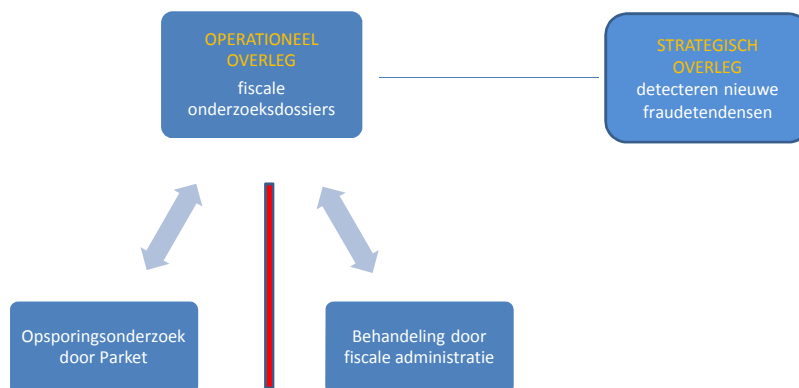 OPERATIONEEL
OVERLEG
fiscale
onderzoeksdossiers
STRATEGISCH
OVERLEG
detecteren nieuwe
fraudetendensen
Opsporingsonderzoek
door Parket
Behandeling door
fiscale administratie